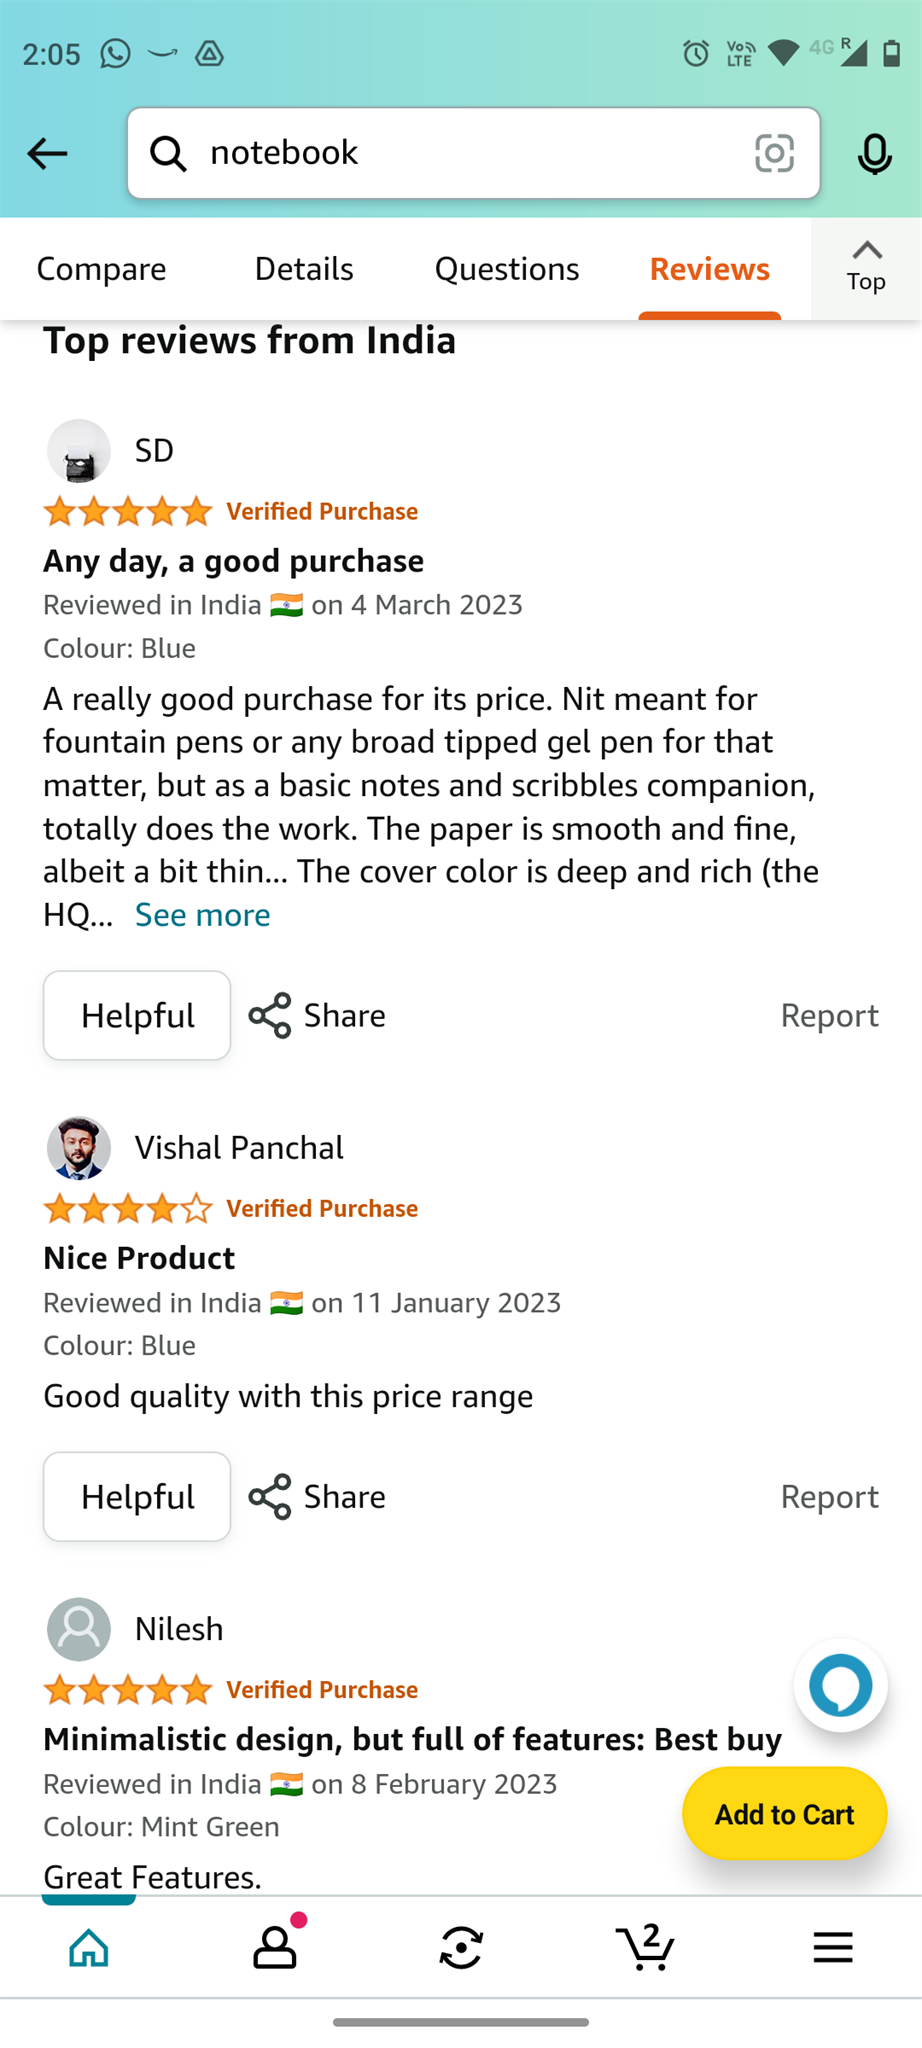 2:05
Vo))
LTE
4G
R
notebook
Compare
Details
Questions
Reviews
Top
Top reviews from India
SD
Verified Purchase
Any day, a good purchase
Reviewed in India 🇮🇳 on 4 March 2023
Colour: Blue
A really good purchase for its price. Nit meant for
fountain pens or any broad tipped gel pen for that
matter, but as a basic notes and scribbles companion,
totally does the work. The paper is smooth and fine,
albeit a bit thin... The cover color is deep and rich (the
HQ... See more
Helpful
Share
Report
Vishal Panchal
Verified Purchase
Nice Product
Reviewed in India 🇮🇳 on 11 January 2023
Colour: Blue
Good quality with this price range
Helpful
Share
Report
Nilesh
Verified Purchase
Minimalistic design, but full of features: Best buy
Reviewed in India 🇮🇳 on 8 February 2023
Colour: Mint Green
Add to Cart
Great Features.
2